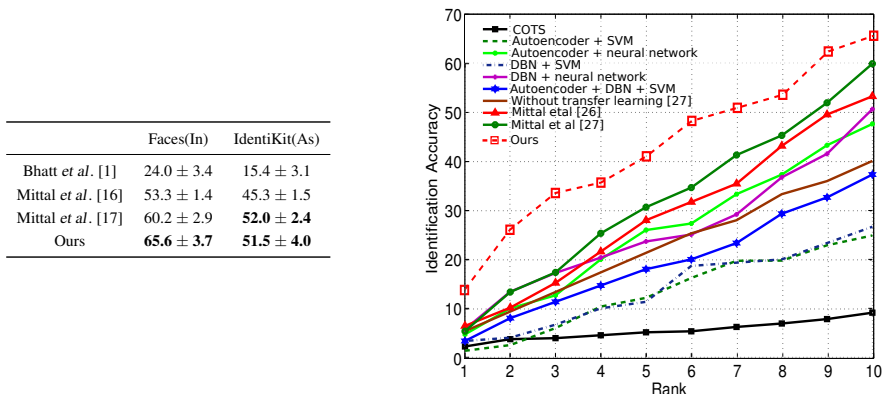 Faces(In) IdentiKit(As)
Bhatt et al. [1] 24.0 ± 3.4 15.4 ± 3.1
Mittal et al. [16] 53.3 ± 1.4 45.3 ± 1.5
Mittal et al. [17] 60.2 ± 2.9 52.0 ± 2.4
Ours 65.6 ± 3.7 51.5 ± 4.0
70
60
50
40
30
20
10
0
Identification Accuracy
COTS
Autoencoder + SVM
Autoencoder + neural network
DBN + SVM
DBN + neural network
Autoencoder + DBN + SVM
Without transfer learning [27]
Mittal etal [26]
Mittal et al [27]
Ours
1 2 3 4 5 6 7 8 9 10
Rank